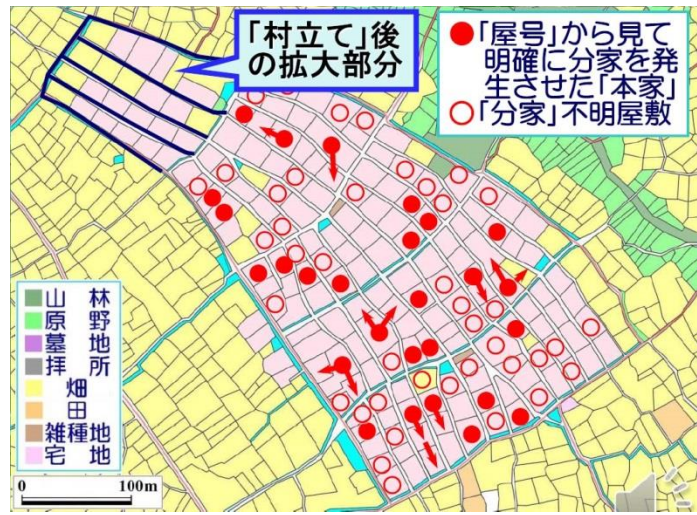 「村立て」後
の拡大部分
●「屋号」から見て
明確に分家を発
生させた「本家」
○「分家」不明屋敷
山林
原野
墓地
拝所
畑
田
雑種地
宅地
0 100m